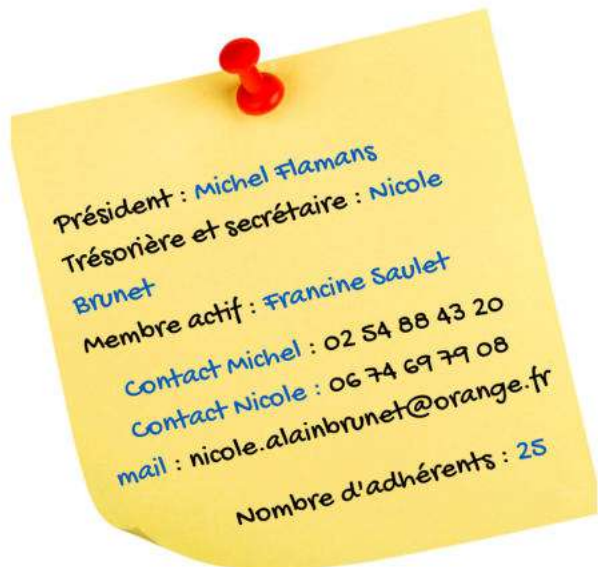 Président : Michel Flamans
Trésorière et secrétaire : Nicole
Brunet
Membre actif : Francine Saulet
Contact Michel : 02 54 88 43 20
Contact Nicole : 06 74 69 79 08
mail : nicole.alainbrunet@orange.fr
Nombre d'adhérents : 25